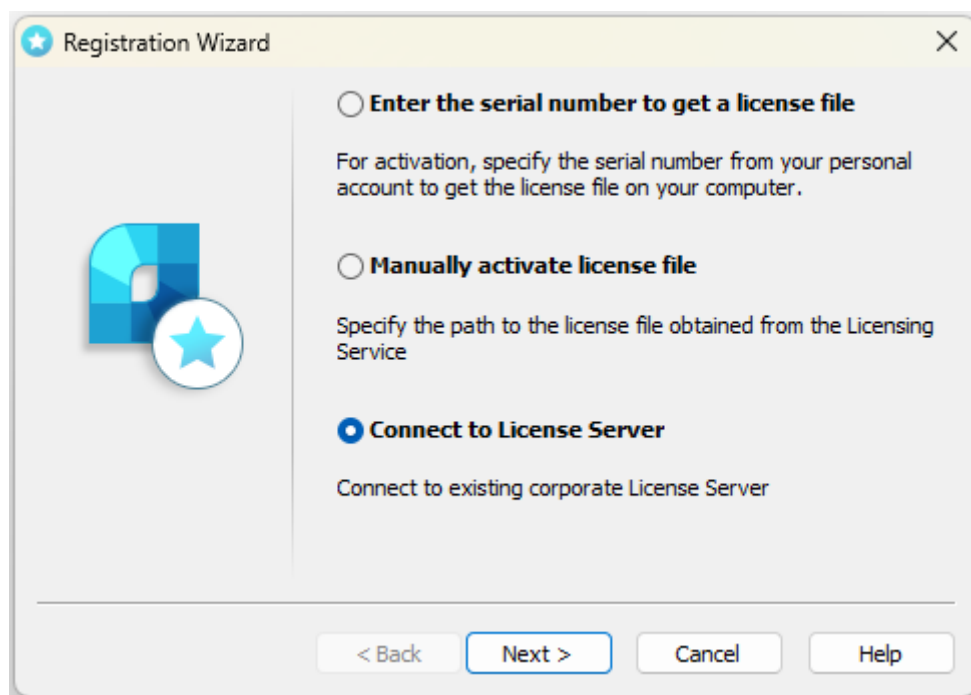 Registration Wizard
Enter the serial number to get a license file
For activation, specify the serial number from your personal
account to get the license file on your computer.
Manually activate license file
Specify the path to the license file obtained from the Licensing
Service
Connect to License Server
Connect to existing corporate License Server
< Back
Next >
Cancel
Help